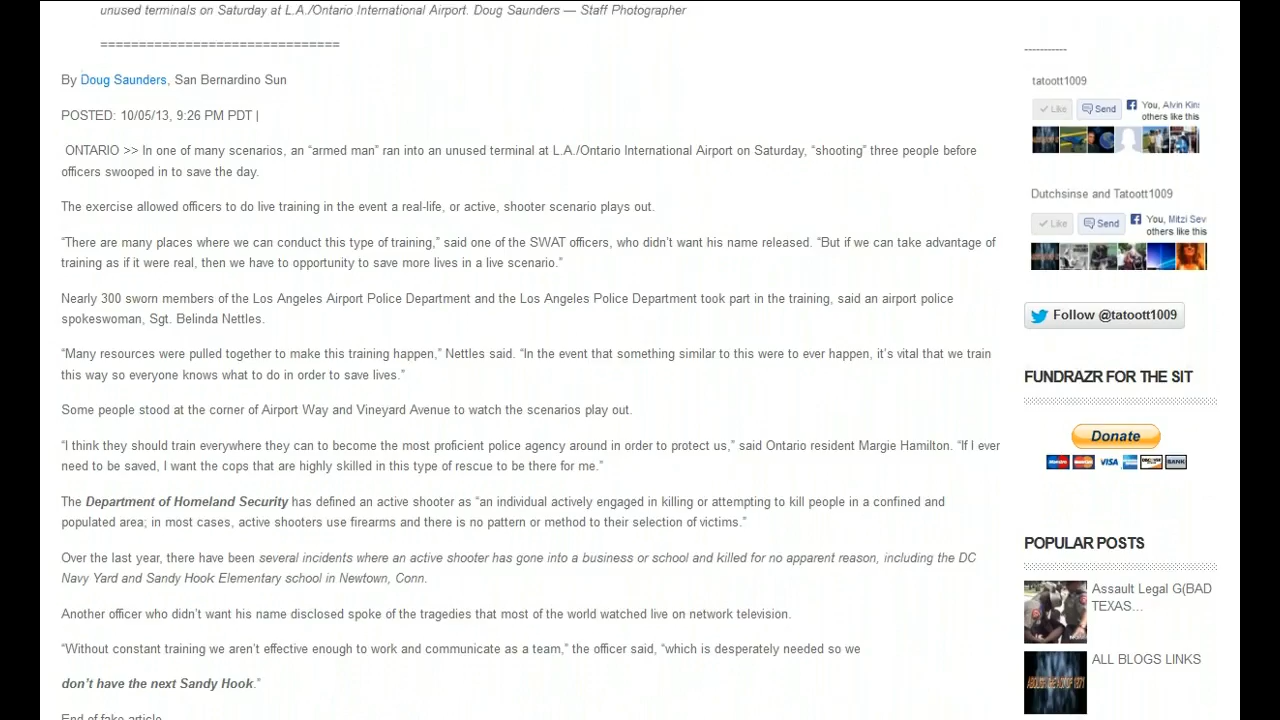 unused terminals on Saturday at L.A./Ontario International Airport. Doug Saunders — Staff Photographer
===============================
By Doug Saunders, San Bernardino Sun
POSTED: 10/05/13, 9:26 PM PDT |
ONTARIO >> In one of many scenarios, an “armed man” ran into an unused terminal at L.A./Ontario International Airport on Saturday, “shooting” three people before
officers swooped in to save the day.
The exercise allowed officers to do live training in the event a real-life, or active, shooter scenario plays out.
“There are many places where we can conduct this type of training,” said one of the SWAT officers, who didn’t want his name released. “But if we can take advantage of
training as if it were real, then we have to opportunity to save more lives in a live scenario.”
Nearly 300 sworn members of the Los Angeles Airport Police Department and the Los Angeles Police Department took part in the training, said an airport police
spokeswoman, Sgt. Belinda Nettles.
“Many resources were pulled together to make this training happen,” Nettles said. “In the event that something similar to this were to ever happen, it’s vital that we train
this way so everyone knows what to do in order to save lives.”
Some people stood at the corner of Airport Way and Vineyard Avenue to watch the scenarios play out.
“I think they should train everywhere they can to become the most proficient police agency around in order to protect us,” said Ontario resident Margie Hamilton. “If I ever
need to be saved, I want the cops that are highly skilled in this type of rescue to be there for me.”
The Department of Homeland Security has defined an active shooter as “an individual actively engaged in killing or attempting to kill people in a confined and
populated area; in most cases, active shooters use firearms and there is no pattern or method to their selection of victims.”
Over the last year, there have been several incidents where an active shooter has gone into a business or school and killed for no apparent reason, including the DC
Navy Yard and Sandy Hook Elementary school in Newtown, Conn.
Another officer who didn’t want his name disclosed spoke of the tragedies that most of the world watched live on network television.
“Without constant training we aren’t effective enough to work and communicate as a team,” the officer said, “which is desperately needed so we
don’t have the next Sandy Hook.”
End of fake article
-----------
tatoott1009
Like Send You, Alvin Kin
others like this
Dutchsinse and Tatoott1009
Like Send You, Mitzi Sev
others like this
Follow @tatoott1009
FUNDRAZR FOR THE SIT
Donate
VISA BANK
POPULAR POSTS
Assault Legal G(BAD
TEXAS...
ALL BLOGS LINKS